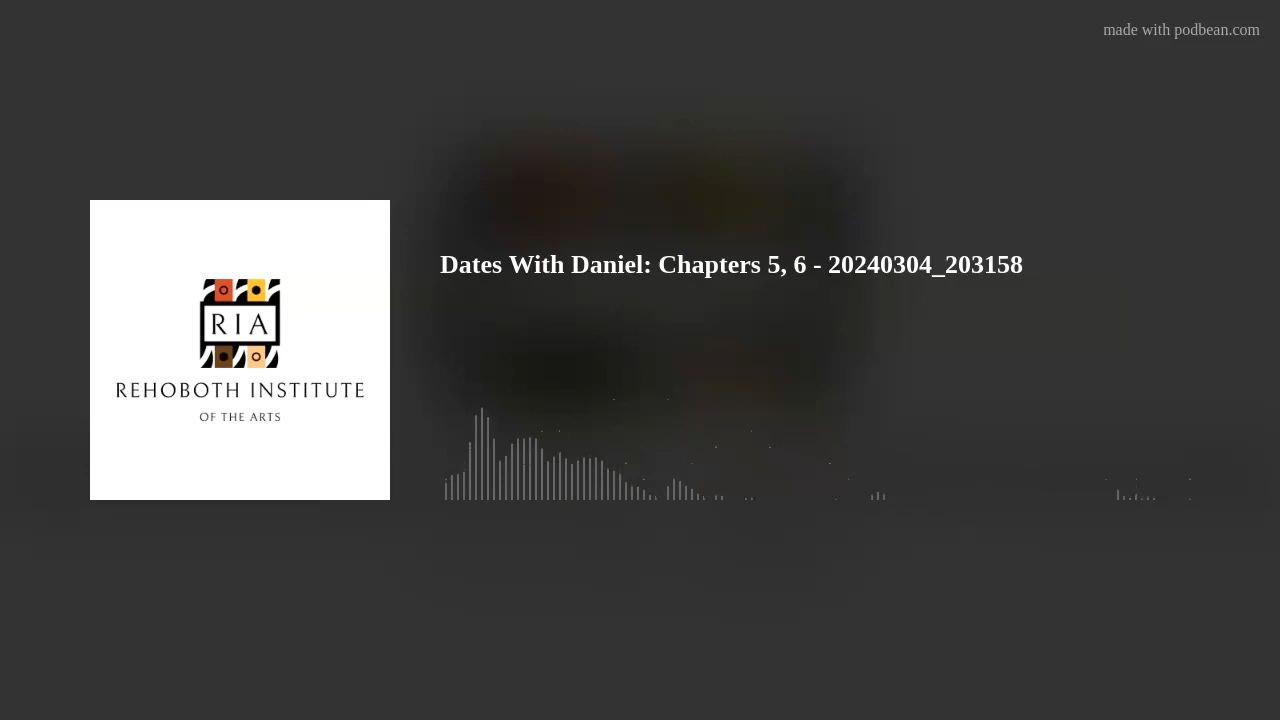 made with podbean.com
Dates With Daniel: Chapters 5, 6 - 20240304_203158
RIA
REHOBOTH INSTITUTE
OF THE ARTS